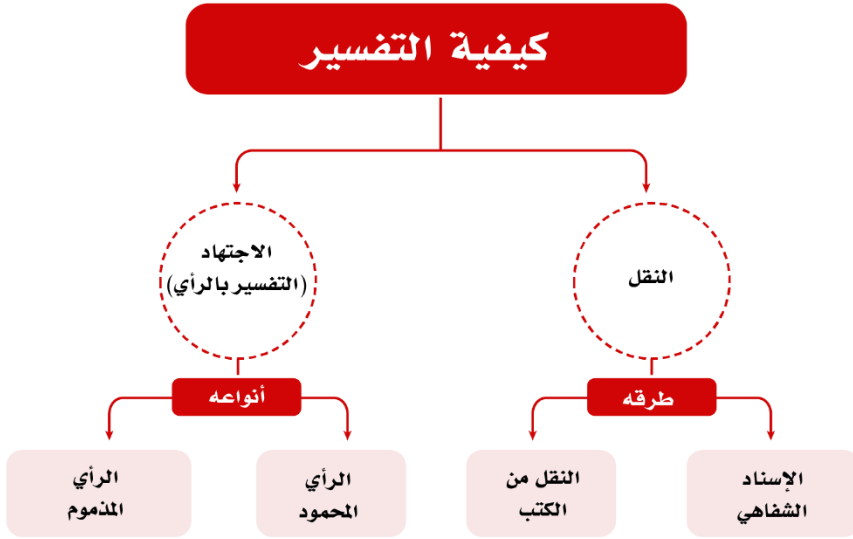 كيفية التفسير
النقل
الاجتهاد
(التفسير بالرأي)
طرقه
أنواعه
الإسناد
الشفاهي
النقل من
الكتب
الرأي
المحمود
الرأي
المذموم